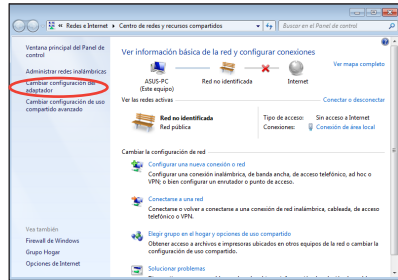 « Redes e Internet ▸ Centro de redes y recursos compartidos
Buscar en el Panel de control
Ventana principal del Panel de control
Administrar redes inalámbricas
Cambiar configuración del adaptador
Cambiar configuración de uso compartido avanzado
Vea también
Firewall de Windows
Grupo Hogar
Opciones de Internet
Ver información básica de la red y configurar conexiones
Ver mapa completo
ASUS-PC
(Este equipo)
Red no identificada
Internet
Ver las redes activas
Conectar o desconectar
Red no identificada
Red pública
Tipo de acceso: Sin acceso a Internet
Conexiones: Conexión de área local
Cambiar la configuración de red
Configurar una nueva conexión o red
Configurar una conexión inalámbrica, de banda ancha, de acceso telefónico, ad hoc o
VPN; o bien configurar un enrutador o punto de acceso.
Conectarse a una red
Conectarse o volver a conectarse a una conexión de red inalámbrica, cableada, de acceso
telefónico o VPN.
Elegir grupo en el hogar y opciones de uso compartido
Obtener acceso a archivos e impresoras ubicados en otros equipos de la red o cambiar la
configuración de uso compartido.
Solucionar problemas